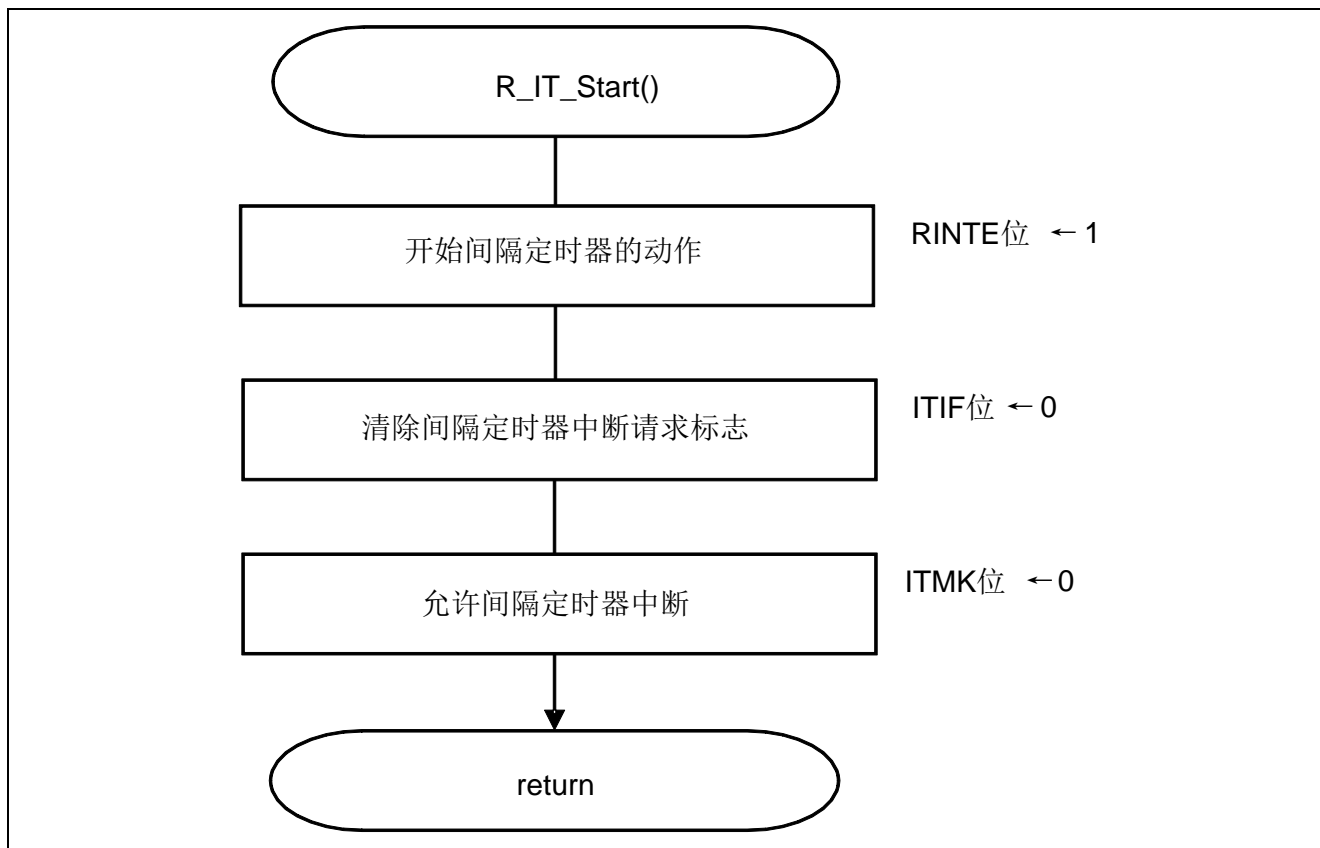 R_IT_Start()
开始间隔定时器的动作
RINTE位 ←1
清除间隔定时器中断请求标志
ITIF位 ←0
允许间隔定时器中断
ITMK位 ←0
return